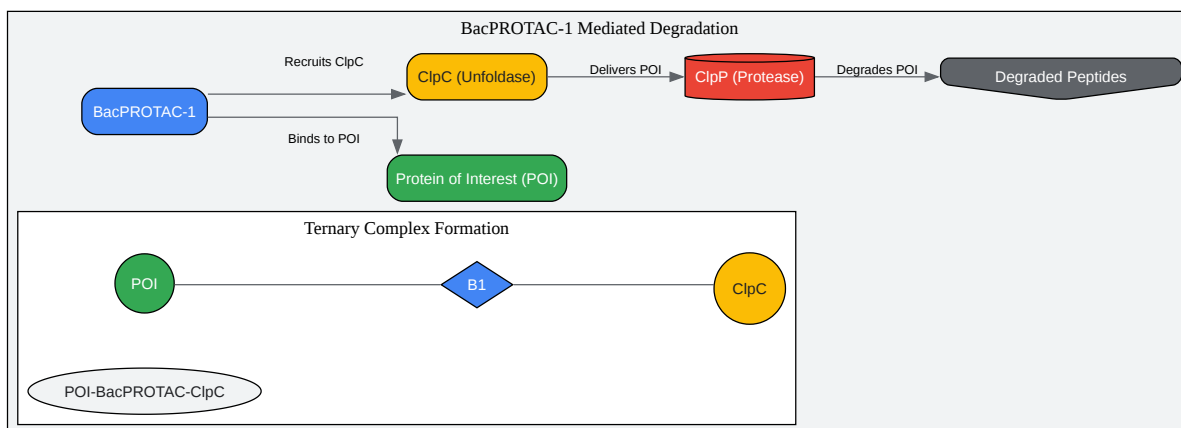 BacPROTAC-1 Mediated Degradation
Recruits ClpC
ClpC (Unfoldase)
Delivers POI
ClpP (Protease)
Degrades POI
Degraded Peptides
BacPROTAC-1
Binds to POI
Protein of Interest (POI)
Ternary Complex Formation
POI
B1
ClpC
POI-BacPROTAC-ClpC